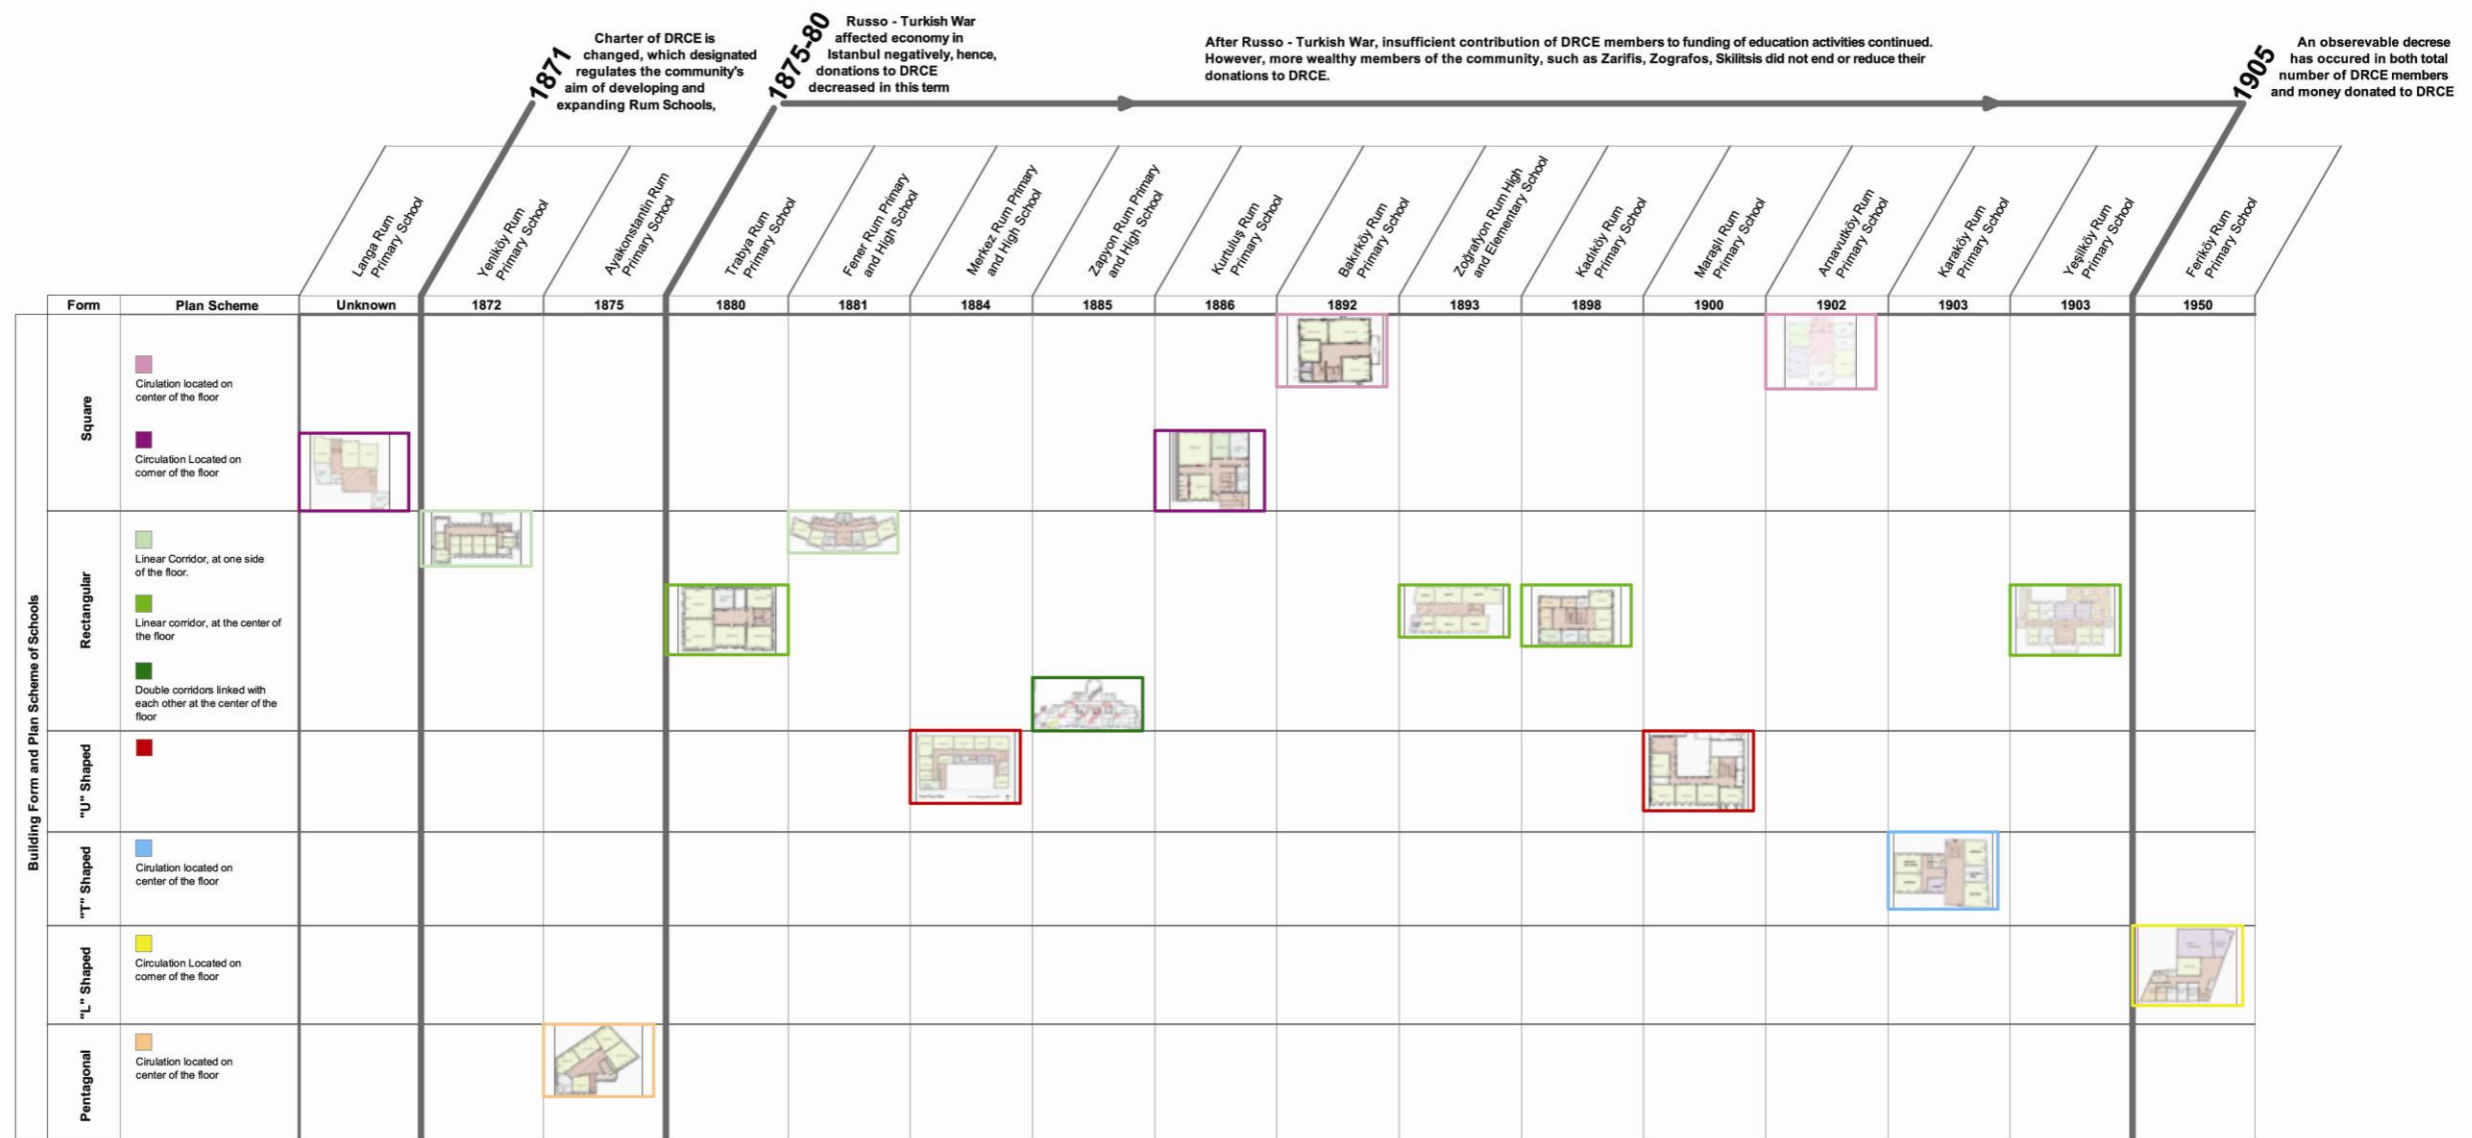 1871
Charter of DRCE is
changed, which designated
regulates the community's
aim of developing and
expanding Rum Schools,
1875-80
Russo - Turkish War
affected economy in
Istanbul negatively, hence,
donations to DRCE
decreased in this term
After Russo - Turkish War, insufficient contribution of DRCE members to funding of education activities continued.
However, more wealthy members of the community, such as Zarifis, Zografos, Skilitsis did not end or reduce their
donations to DRCE.
1905
An obserevable decrese
has occured in both total
number of DRCE members
and money donated to DRCE
Langa Rum
Primary School
Yeniköy Rum
Primary School
Ayakonstantin Rum
Primary School
Trabya Rum
Primary School
Fener Rum Primary
and High School
Merkez Rum Primary
and High School
Zapyon Rum Primary
and High School
Kurtuluş Rum
Primary School
Bakırköy Rum
Primary School
Zoğrafyon Rum High
and Elementary School
Kadıköy Rum
Primary School
Maraşlı Rum
Primary School
Arnavutköy Rum
Primary School
Karaköy Rum
Primary School
Yeşilköy Rum
Primary School
Feriköy Rum
Primary School
Form
Plan Scheme
Unknown
1872
1875
1880
1881
1884
1885
1886
1892
1893
1898
1900
1902
1903
1903
1950
Building Form and Plan Scheme of Schools
Square
Cirulation located on
center of the floor
Circulation Located on
corner of the floor
Rectangular
Linear Corridor, at one side
of the floor.
Linear corridor, at the center of
the floor
Double corridors linked with
each other at the center of the
floor
"U" Shaped
"T" Shaped
Cirulation located on
center of the floor
"L" Shaped
Circulation Located on
corner of the floor
Pentagonal
Cirulation located on
center of the floor